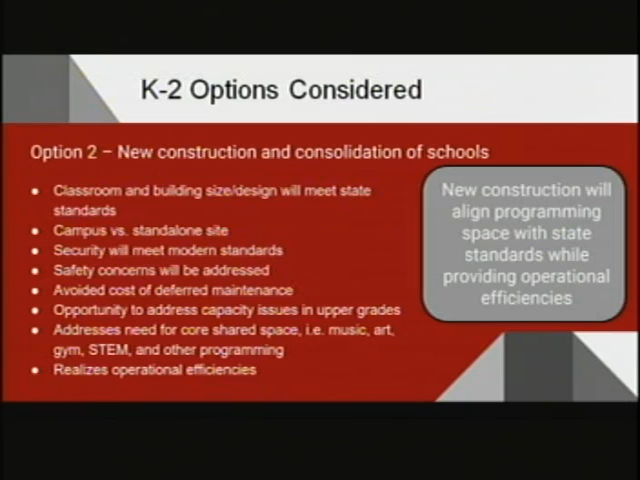 K-2 Options Considered
Option 2 – New construction and consolidation of schools
● Classroom and building size/design will meet state
standards
● Campus vs. standalone site
● Security will meet modern standards
● Safety concerns will be addressed
● Avoided cost of deferred maintenance
● Opportunity to address capacity issues in upper grades
● Addresses need for core shared space, i.e. music, art,
gym, STEM, and other programming
● Realizes operational efficiencies
New construction will
align programming
space with state
standards while
providing operational
efficiencies